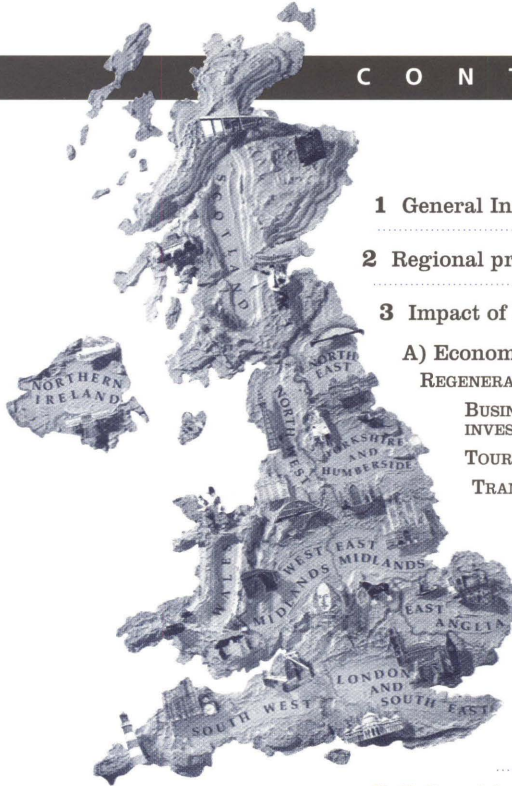 C O N T
1 General In
2 Regional pr
3 Impact of
A) Econom
REGENERA
BUSIN
INVES
TOUR
TRAN
SCOTLAND
NORTHERN
IRELAND
NORTH
EAST
NORTH WEST
YORKSHIRE
AND
HUMBERSIDE
WALES
WEST
MIDLANDS
EAST
MIDLANDS
EAST
ANGLIA
LONDON
AND
SOUTH EAST
SOUTH WEST